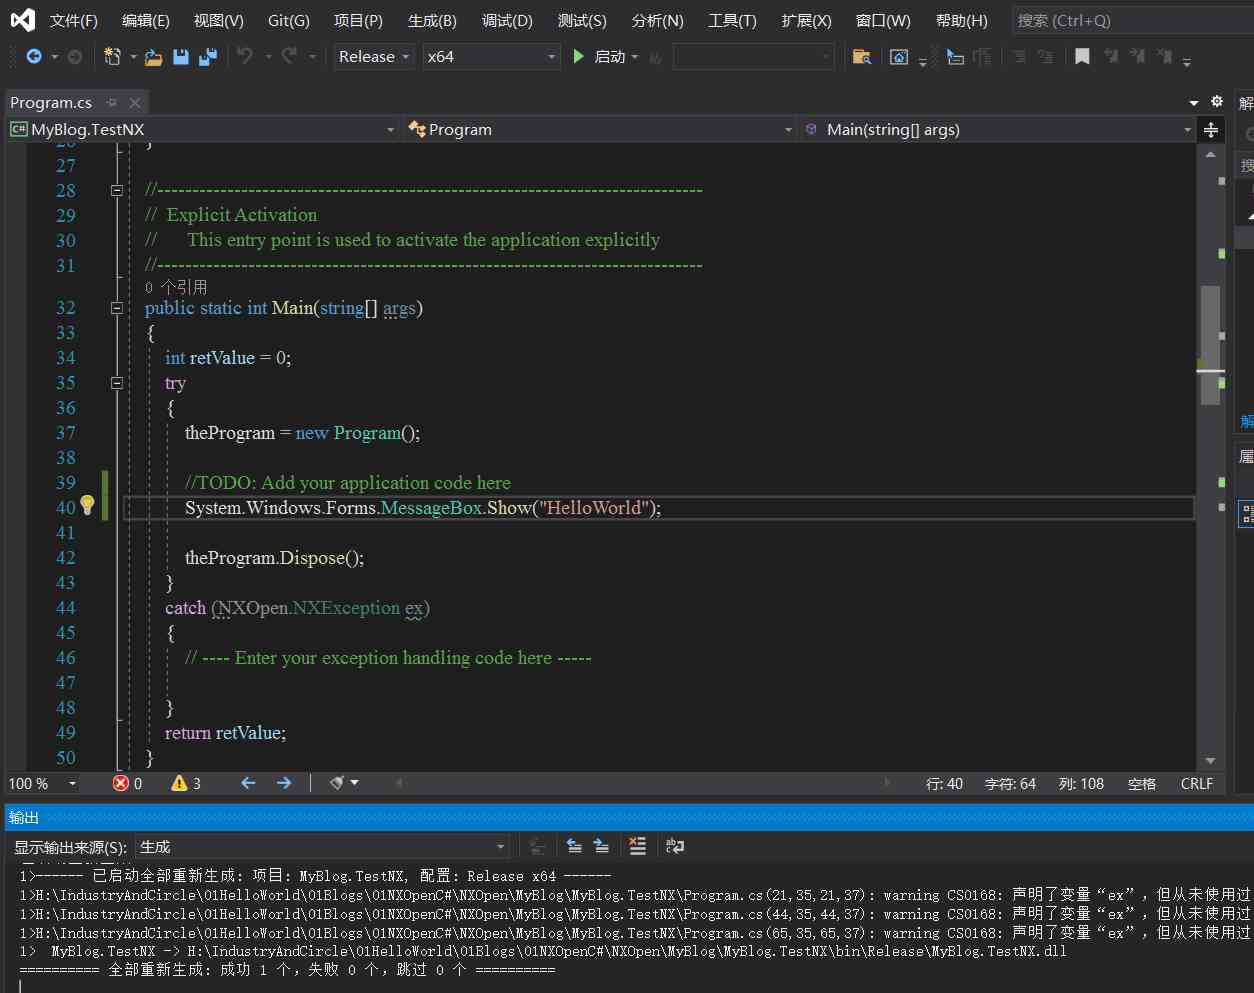 文件(F) 编辑(E) 视图(V) Git(G) 项目(P) 生成(B) 调试(D) 测试(S) 分析(N) 工具(T) 扩展(X) 窗口(W) 帮助(H) 搜索 (Ctrl+Q)
Release x64 启动
Program.cs
解
MyBlog.TestNX Program Main(string[] args)
26 }
27
搜
28 //------------------------------------------------------------------------------
29 //  Explicit Activation
30 //      This entry point is used to activate the application explicitly
31 //------------------------------------------------------------------------------
0 个引用
32 public static int Main(string[] args)
33 {
34 int retValue = 0;
35 try
36 {
37 theProgram = new Program();
38
解
39 //TODO: Add your application code here
属
40 System.Windows.Forms.MessageBox.Show("HelloWorld");
41
42 theProgram.Dispose();
43 }
44 catch (NXOpen.NXException ex)
45 {
46 // ---- Enter your exception handling code here -----
47
48 }
49 return retValue;
50 }
100 % 0 3 行: 40 字符: 64 列: 108 空格 CRLF
输出
显示输出来源(S): 生成
1>------ 已启动全部重新生成: 项目: MyBlog.TestNX, 配置: Release x64 ------
1>H:\IndustryAndCircle\01HelloWorld\01Blogs\01NXOpenC#\NXOpen\MyBlog\MyBlog.TestNX\Program.cs(21,35,21,37): warning CS0168: 声明了变量“ex”，但从未使用过
1>H:\IndustryAndCircle\01HelloWorld\01Blogs\01NXOpenC#\NXOpen\MyBlog\MyBlog.TestNX\Program.cs(44,35,44,37): warning CS0168: 声明了变量“ex”，但从未使用过
1>H:\IndustryAndCircle\01HelloWorld\01Blogs\01NXOpenC#\NXOpen\MyBlog\MyBlog.TestNX\Program.cs(65,35,65,37): warning CS0168: 声明了变量“ex”，但从未使用过
1>  MyBlog.TestNX -> H:\IndustryAndCircle\01HelloWorld\01Blogs\01NXOpenC#\NXOpen\MyBlog\MyBlog.TestNX\bin\Release\MyBlog.TestNX.dll
========== 全部重新生成: 成功 1 个，失败 0 个，跳过 0 个 ==========